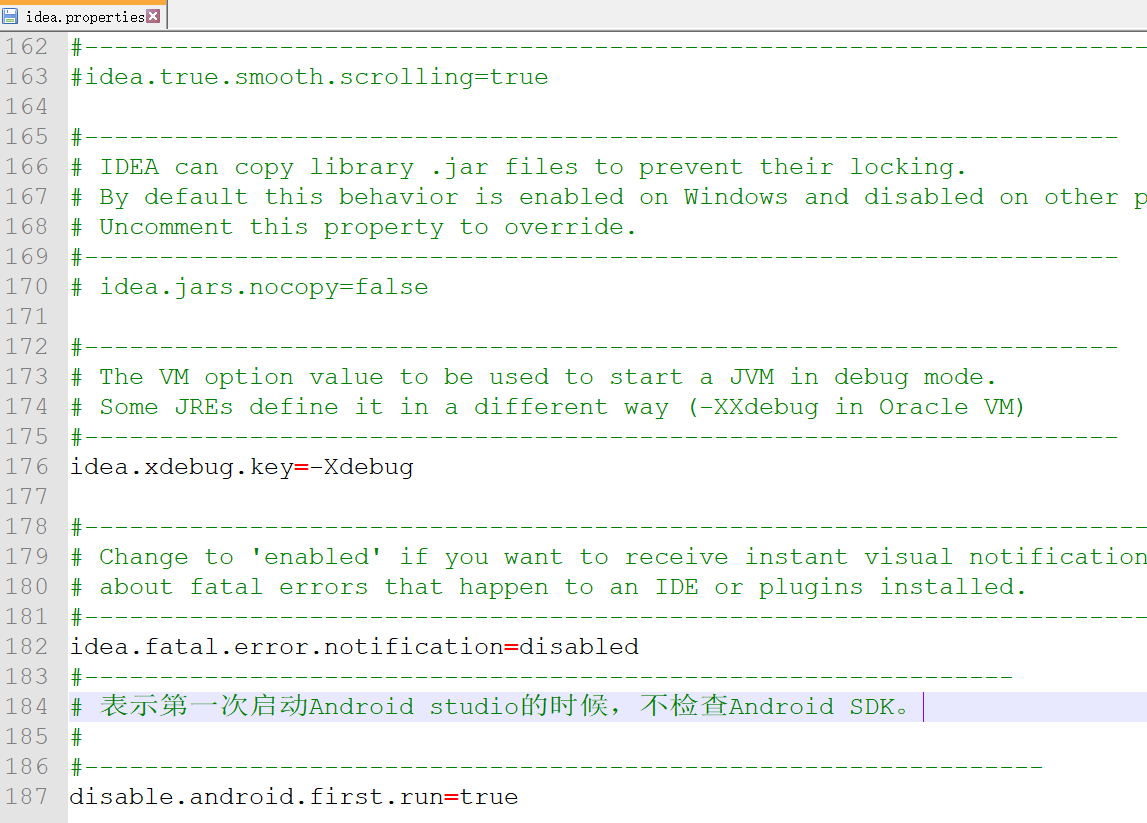 idea.properties
162 #-----------------------------------------------------------------------
163 #idea.true.smooth.scrolling=true
164
165 #---------------------------------------------------------------------
166 # IDEA can copy library .jar files to prevent their locking.
167 # By default this behavior is enabled on Windows and disabled on other p
168 # Uncomment this property to override.
169 #---------------------------------------------------------------------
170 # idea.jars.nocopy=false
171
172 #---------------------------------------------------------------------
173 # The VM option value to be used to start a JVM in debug mode.
174 # Some JREs define it in a different way (-XXdebug in Oracle VM)
175 #---------------------------------------------------------------------
176 idea.xdebug.key=-Xdebug
177
178 #-----------------------------------------------------------------------
179 # Change to 'enabled' if you want to receive instant visual notification
180 # about fatal errors that happen to an IDE or plugins installed.
181 #-----------------------------------------------------------------------
182 idea.fatal.error.notification=disabled
183 #--------------------------------------------------------------
184 # 表示第一次启动Android studio的时候，不检查Android SDK。
185 #
186 #----------------------------------------------------------------
187 disable.android.first.run=true